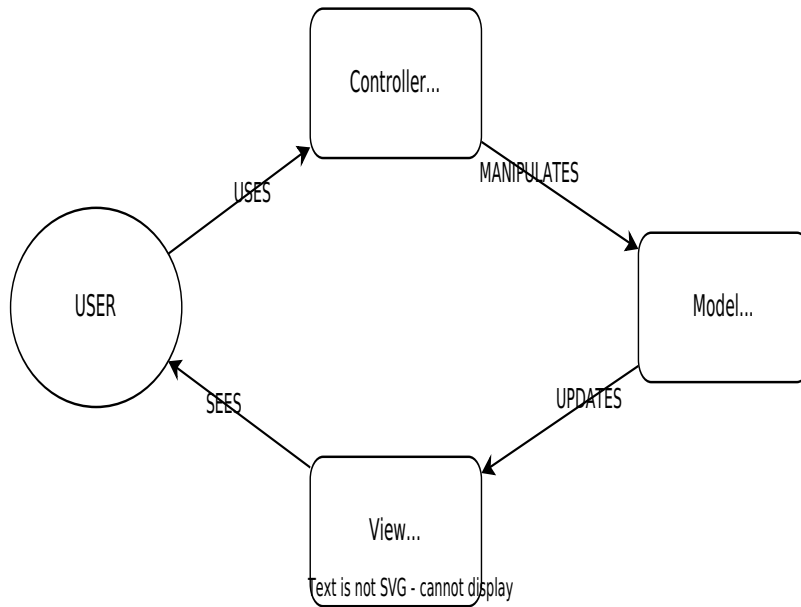 Controller...
USES
MANIPULATES
USER
Model...
SEES
UPDATES
View...
Text is not SVG - cannot display